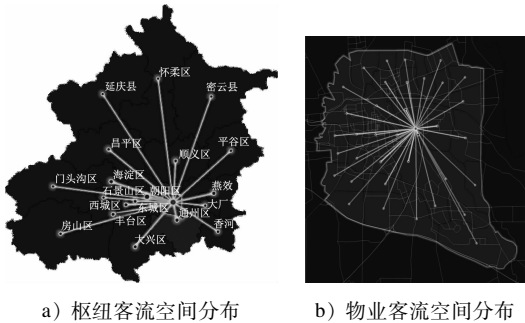 怀柔区
延庆县
密云县
昌平区
顺义区
平谷区
门头沟区
海淀区
石景山区
朝阳区
燕效
西城区
东城区
大厂
丰台区
通州区
房山区
香河
大兴区
a）枢纽客流空间分布
b）物业客流空间分布